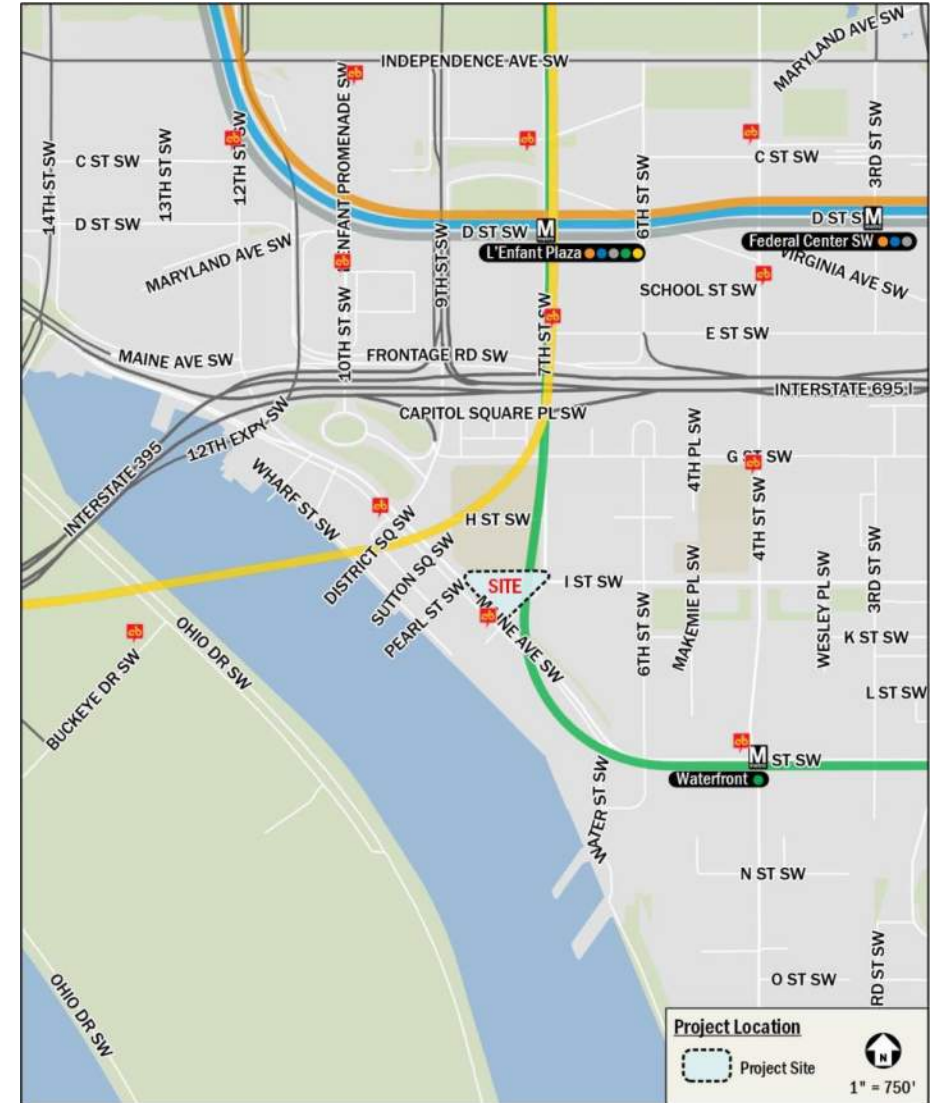 MARYLAND AVE SW
INDEPENDENCE AVE SW
14TH ST SW
C ST SW
13TH ST SW
12TH ST SW
L'ENFANT PROMENADE SW
C ST SW
3RD ST SW
D ST SW
9TH ST SW
D ST SW
6TH ST SW
D ST S
M
M
L'Enfant Plaza
Federal Center SW
MARYLAND AVE SW
VIRGINIA AVE SW
SCHOOL ST SW
10TH ST SW
7TH ST SW
E ST SW
MAINE AVE SW
FRONTAGE RD SW
INTERSTATE 695 I
CAPITOL SQUARE PL SW
12TH EXPY SW
INTERSTATE 395
4TH PL SW
G ST SW
WHARF ST SW
4TH ST SW
H ST SW
DISTRICT SQ SW
SUTTON SQ SW
PEARL ST SW
SITE
I ST SW
MAINE AVE SW
6TH ST SW
MAKEMIE PL SW
WESLEY PL SW
3RD ST SW
K ST SW
OHIO DR SW
BUCKEYE DR SW
L ST SW
M
ST SW
Waterfront
WATER ST SW
N ST SW
O ST SW
RD ST SW
OHIO DR SW
Project Location
Project Site
N
1" = 750'